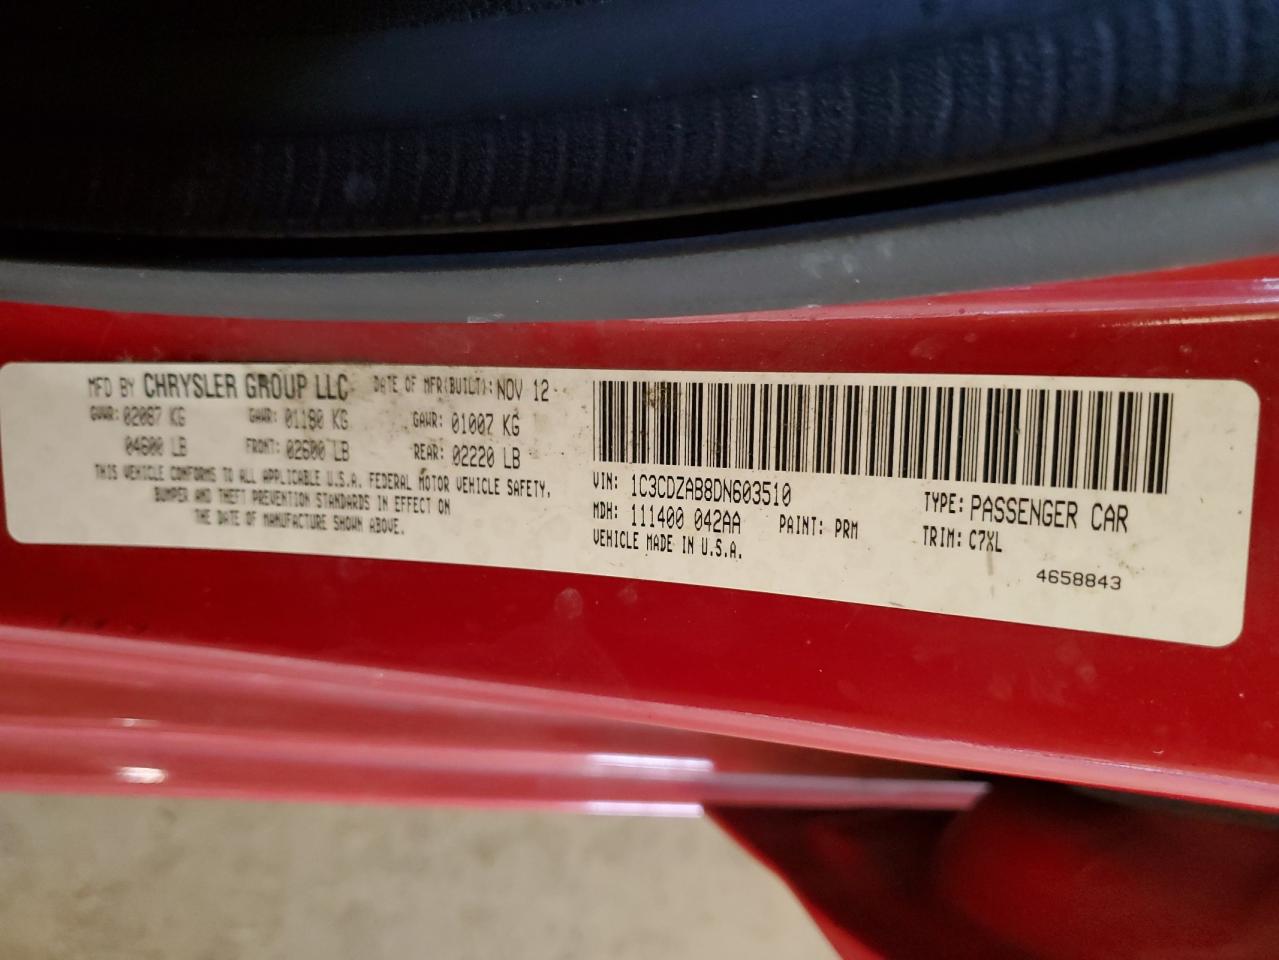 MFD BY CHRYSLER GROUP LLC DATE OF MFR(BUILT): NOV 12
GVWR: 02087 KG GAWR: 01180 KG GAWR: 01007 KG
04600 LB FRONT: 02600 LB REAR: 02220 LB
THIS VEHICLE CONFORMS TO ALL APPLICABLE U.S.A. FEDERAL MOTOR VEHICLE SAFETY,
BUMPER AND THEFT PREVENTION STANDARDS IN EFFECT ON
THE DATE OF MANUFACTURE SHOWN ABOVE.
VIN: 1C3CDZAB8DN603510 TYPE: PASSENGER CAR
MDH: 111400 042AA PAINT: PRM TRIM: C7XL
VEHICLE MADE IN U.S.A.
4658843